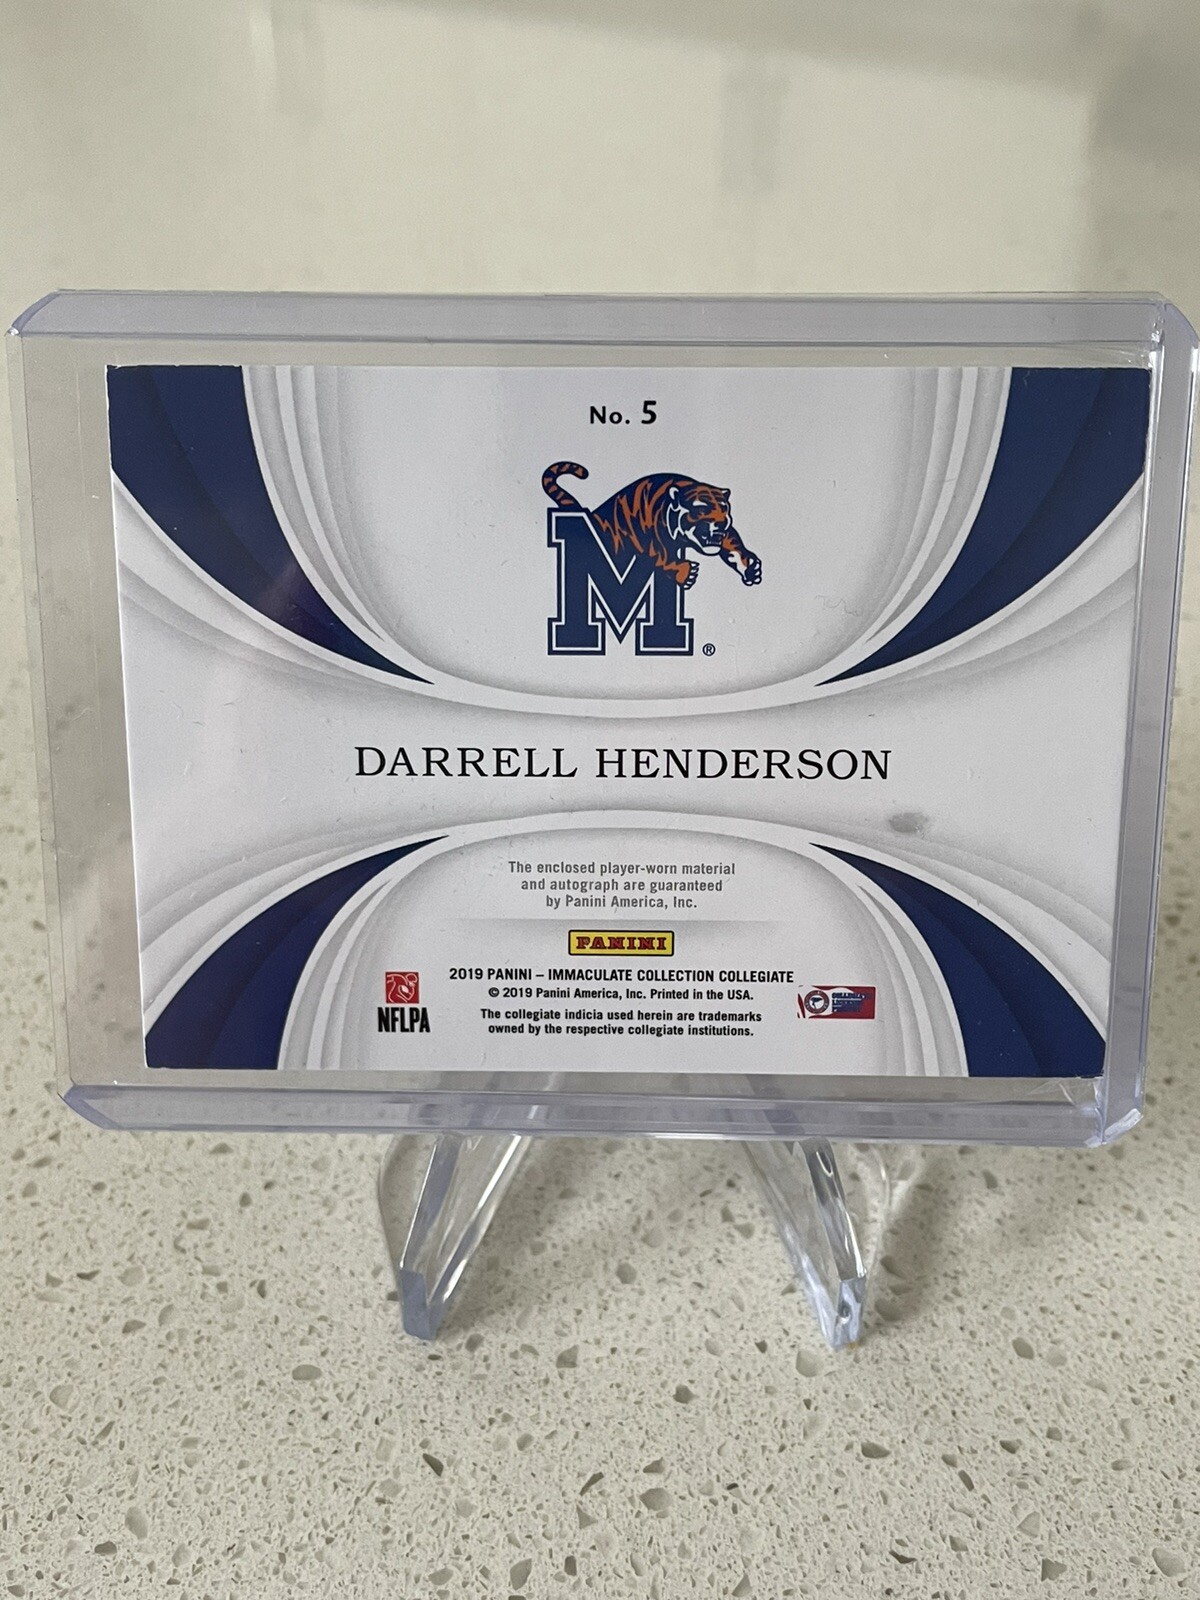 No. 5
M
®
DARRELL HENDERSON
The enclosed player-worn material
and autograph are guaranteed
by Panini America, Inc.
PANINI
2019 PANINI – IMMACULATE COLLECTION COLLEGIATE
© 2019 Panini America, Inc. Printed in the USA.
The collegiate indicia used herein are trademarks
owned by the respective collegiate institutions.
NFLPA